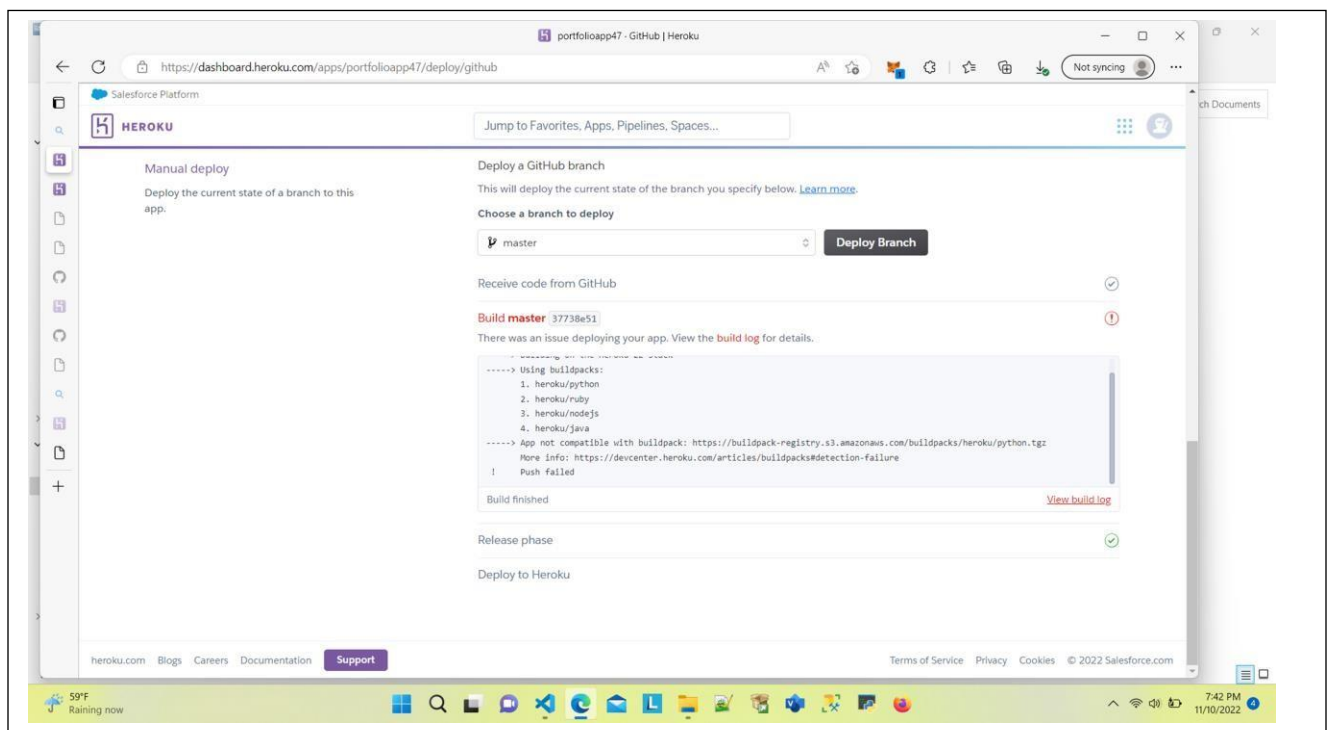 portfolioapp47 - GitHub | Heroku
https://dashboard.heroku.com/apps/portfolioapp47/deploy/github
Not syncing
Salesforce Platform
ch Documents
HEROKU
Jump to Favorites, Apps, Pipelines, Spaces...
Manual deploy
Deploy the current state of a branch to this
app.
Deploy a GitHub branch
This will deploy the current state of the branch you specify below. Learn more.
Choose a branch to deploy
master
Deploy Branch
Receive code from GitHub
Build master 37738e51
There was an issue deploying your app. View the build log for details.
-----> Using buildpacks:
1. heroku/python
2. heroku/ruby
3. heroku/nodejs
4. heroku/java
-----> App not compatible with buildpack: https://buildpack-registry.s3.amazonaws.com/buildpacks/heroku/python.tgz
More info: https://devcenter.heroku.com/articles/buildpacks#detection-failure
! Push failed
Build finished
View build log
Release phase
Deploy to Heroku
heroku.com Blogs Careers Documentation Support
Terms of Service Privacy Cookies © 2022 Salesforce.com
59°F
Raining now
7:42 PM
11/10/2022
4